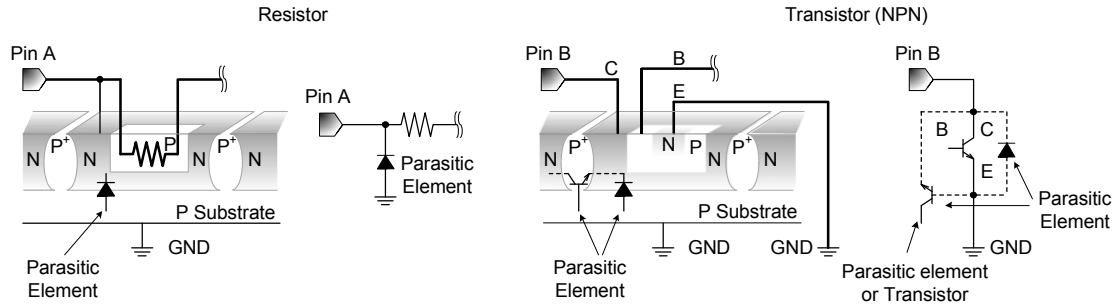 Resistor
Pin A
N
P+
N
P
P+
N
N
P Substrate
GND
Parasitic
Element
Pin A
Parasitic
Element
Transistor (NPN)
Pin B
C
B
E
N
P+
N
N
P
N
P+
N
P Substrate
GND
GND
Parasitic
Element
Pin B
B
C
E
Parasitic
Element
GND
Parasitic element
or Transistor